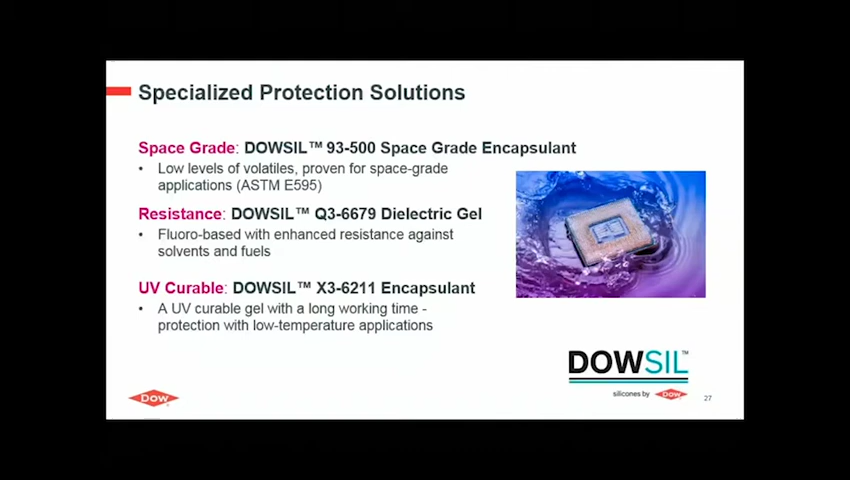 Specialized Protection Solutions
Space Grade: DOWSIL™ 93-500 Space Grade Encapsulant
• Low levels of volatiles, proven for space-grade
applications (ASTM E595)
Resistance: DOWSIL™ Q3-6679 Dielectric Gel
• Fluoro-based with enhanced resistance against
solvents and fuels
UV Curable: DOWSIL™ X3-6211 Encapsulant
• A UV curable gel with a long working time -
protection with low-temperature applications
DOWSIL™
silicones by Dow
Dow
27